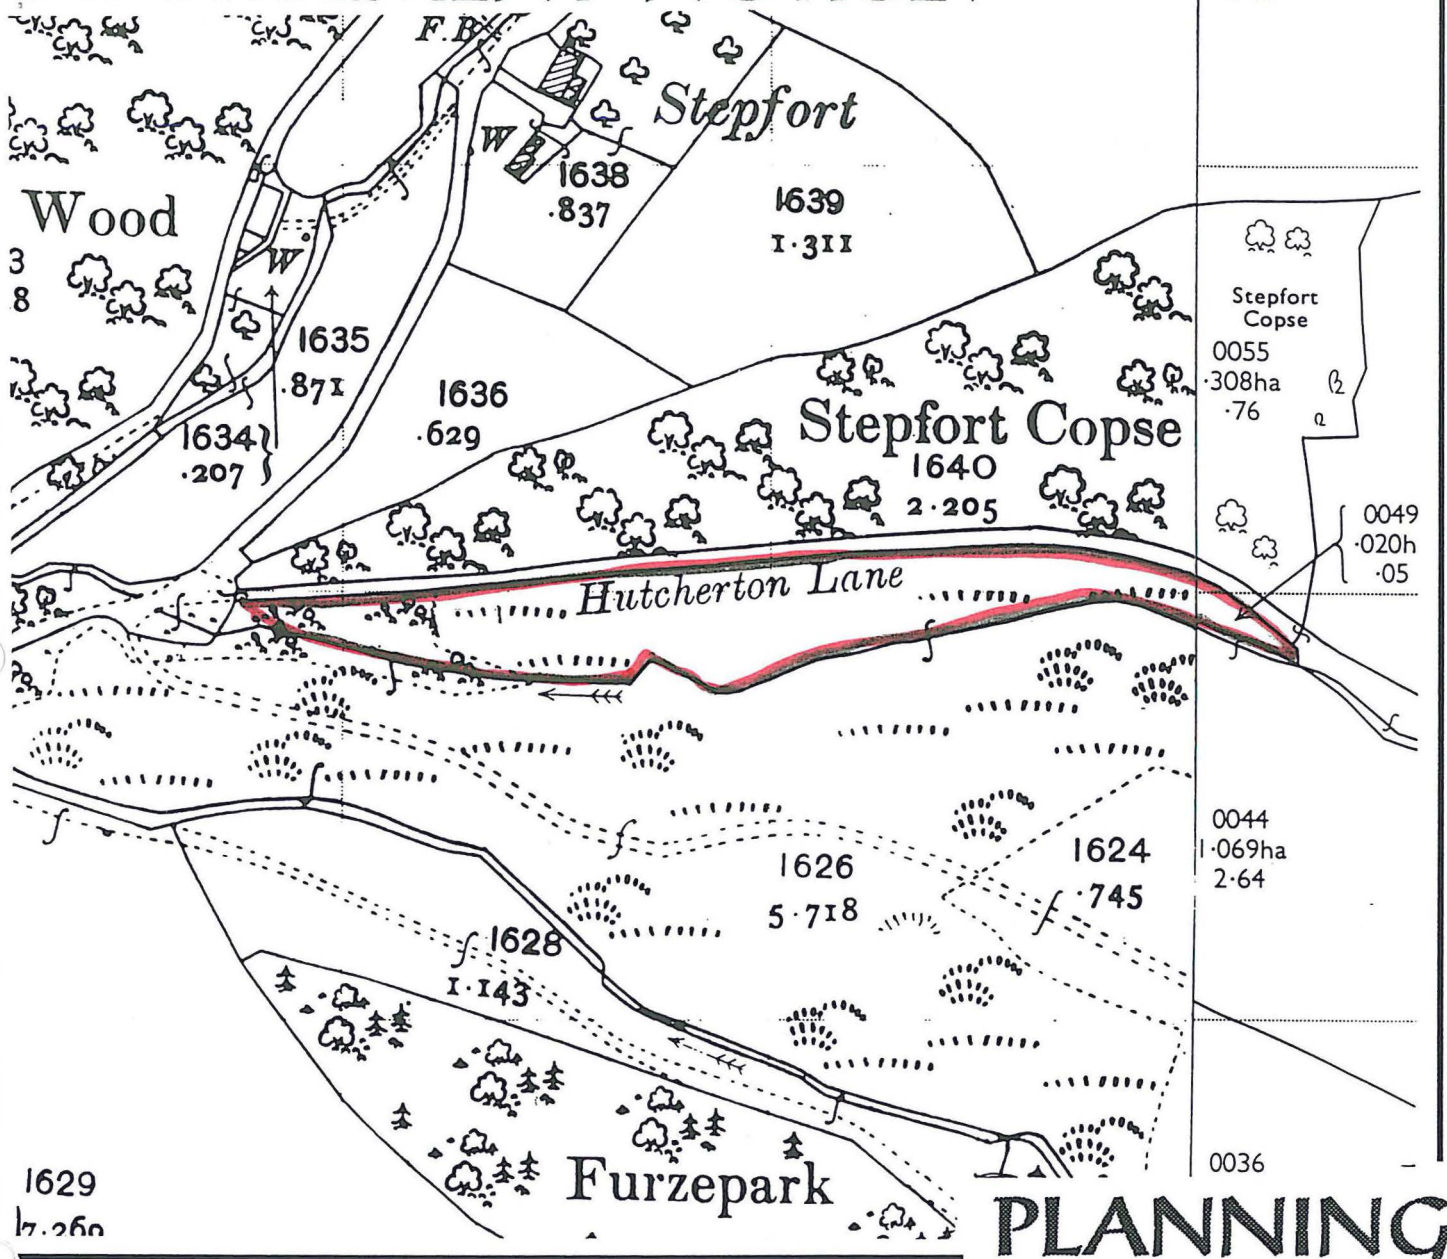 F.B
Stepfort
W
1638
.837
1639
1.311
Wood
3
8
W
1635
.871
1636
.629
1634
.207
Stepfort
Copse
0055
.308ha
.76
Stepfort Copse
1640
2.205
0049
.020h
.05
Hutcherton Lane
0044
1.069ha
2.64
1626
5.718
1624
.745
1628
1.143
Furzepark
1629
0036
PLANNING